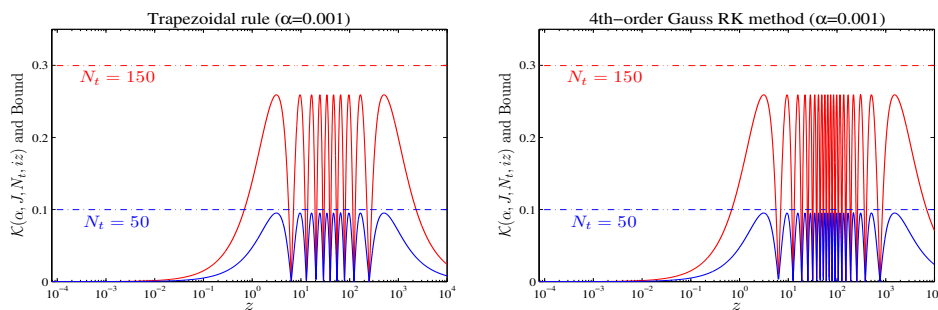 Trapezoidal rule (α=0.001)
K(α, J, N_t, iz) and Bound
0.3
0.2
0.1
0
N_t = 150
N_t = 50
10^−4 10^−2 10^−1 10^0 10^1 10^2 10^3 10^4
z
4th−order Gauss RK method (α=0.001)
K(α, J, N_t, iz) and Bound
0.3
0.2
0.1
0
N_t = 150
N_t = 50
10^−4 10^−3 10^−2 10^−1 10^0 10^1 10^2 10^3 10^4
z